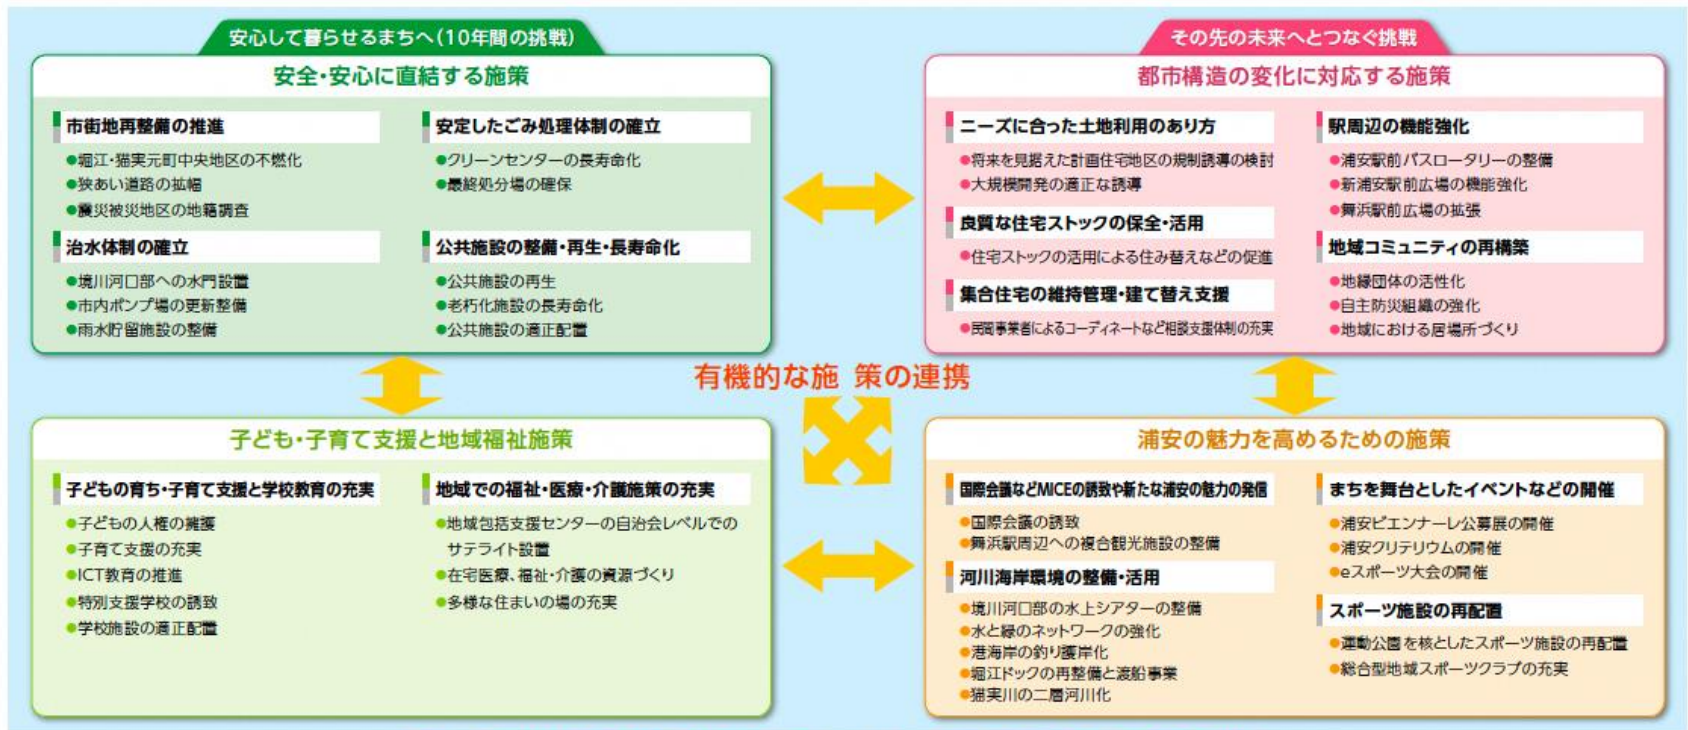 安心して暮らせるまちへ(10年間の挑戦)
安全・安心に直結する施策
市街地再整備の推進
●堀江・猫実元町中央地区の不燃化
●狭あい道路の拡幅
●震災被災地区の地籍調査
治水体制の確立
●境川河口部への水門設置
●市内ポンプ場の更新整備
●雨水貯留施設の整備
安定したごみ処理体制の確立
●クリーンセンターの長寿命化
●最終処分場の確保
公共施設の整備・再生・長寿命化
●公共施設の再生
●老朽化施設の長寿命化
●公共施設の適正配置
その先の未来へとつなぐ挑戦
都市構造の変化に対応する施策
ニーズに合った土地利用のあり方
●将来を見据えた計画住宅地区の規制誘導の検討
●大規模開発の適正な誘導
良質な住宅ストックの保全・活用
●住宅ストックの活用による住み替えなどの促進
集合住宅の維持管理・建て替え支援
●民間事業者によるコーディネートなど相談支援体制の充実
駅周辺の機能強化
●浦安駅前バスロータリーの整備
●新浦安駅前広場の機能強化
●舞浜駅前広場の拡張
地域コミュニティの再構築
●地縁団体の活性化
●自主防災組織の強化
●地域における居場所づくり
有機的な施 策の連携
子ども・子育て支援と地域福祉施策
子どもの育ち・子育て支援と学校教育の充実
●子どもの人権の擁護
●子育て支援の充実
●ICT教育の推進
●特別支援学校の誘致
●学校施設の適正配置
地域での福祉・医療・介護施策の充実
●地域包括支援センターの自治会レベルでの
サテライト設置
●在宅医療、福祉・介護の資源づくり
●多様な住まいの場の充実
浦安の魅力を高めるための施策
国際会議などMICEの誘致や新たな浦安の魅力の発信
●国際会議の誘致
●舞浜駅周辺への複合観光施設の整備
河川海岸環境の整備・活用
●境川河口部の水上シアターの整備
●水と緑のネットワークの強化
●港海岸の釣り護岸化
●堀江ドックの再整備と渡船事業
●猫実川の二層河川化
まちを舞台としたイベントなどの開催
●浦安ビエンナーレ公募展の開催
●浦安クリテリウムの開催
●eスポーツ大会の開催
スポーツ施設の再配置
●運動公園を核としたスポーツ施設の再配置
●総合型地域スポーツクラブの充実